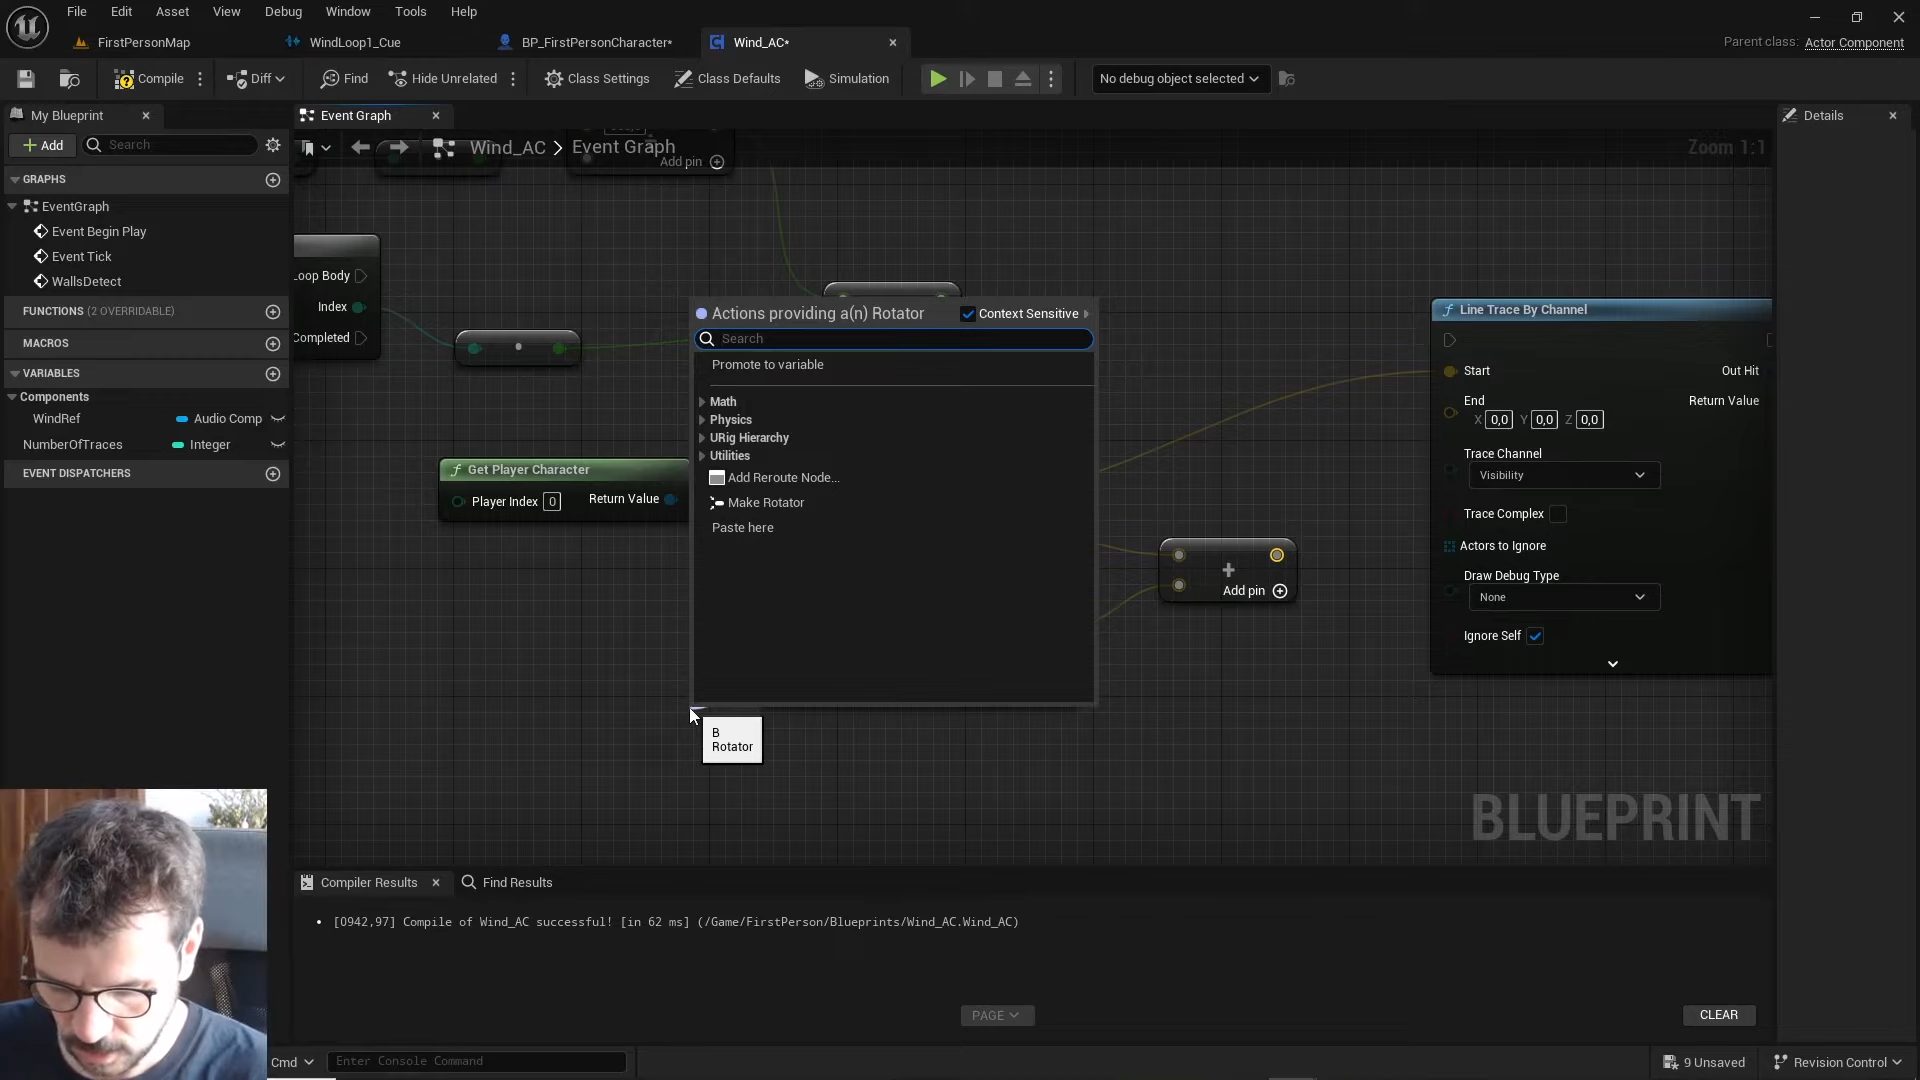 File Edit Asset View Debug Window Tools Help
FirstPersonMap
WindLoop1_Cue
BP_FirstPersonCharacter*
Wind_AC*
Parent class: Actor Component
Compile
Diff
Find
Hide Unrelated
Class Settings
Class Defaults
Simulation
No debug object selected
My Blueprint
Event Graph
Details
Add
Search
Wind_AC > Event Graph
Zoom 1:1
Add pin
GRAPHS
EventGraph
Event Begin Play
Event Tick
WallsDetect
FUNCTIONS (2 OVERRIDABLE)
MACROS
VARIABLES
Components
WindRef Audio Comp
NumberOfTraces Integer
EVENT DISPATCHERS
Loop Body
Index
Completed
Get Player Character
Player Index 0
Return Value
Actions providing a(n) Rotator
Context Sensitive
Search
Promote to variable
Math
Physics
URig Hierarchy
Utilities
Add Reroute Node...
Make Rotator
Paste here
B
Rotator
Add pin
Line Trace By Channel
Start
Out Hit
End
Return Value
X 0,0 Y 0,0 Z 0,0
Trace Channel
Visibility
Trace Complex
Actors to Ignore
Draw Debug Type
None
Ignore Self
BLUEPRINT
Compiler Results
Find Results
[0942,97] Compile of Wind_AC successful! [in 62 ms] (/Game/FirstPerson/Blueprints/Wind_AC.Wind_AC)
PAGE
CLEAR
Cmd
Enter Console Command
9 Unsaved
Revision Control